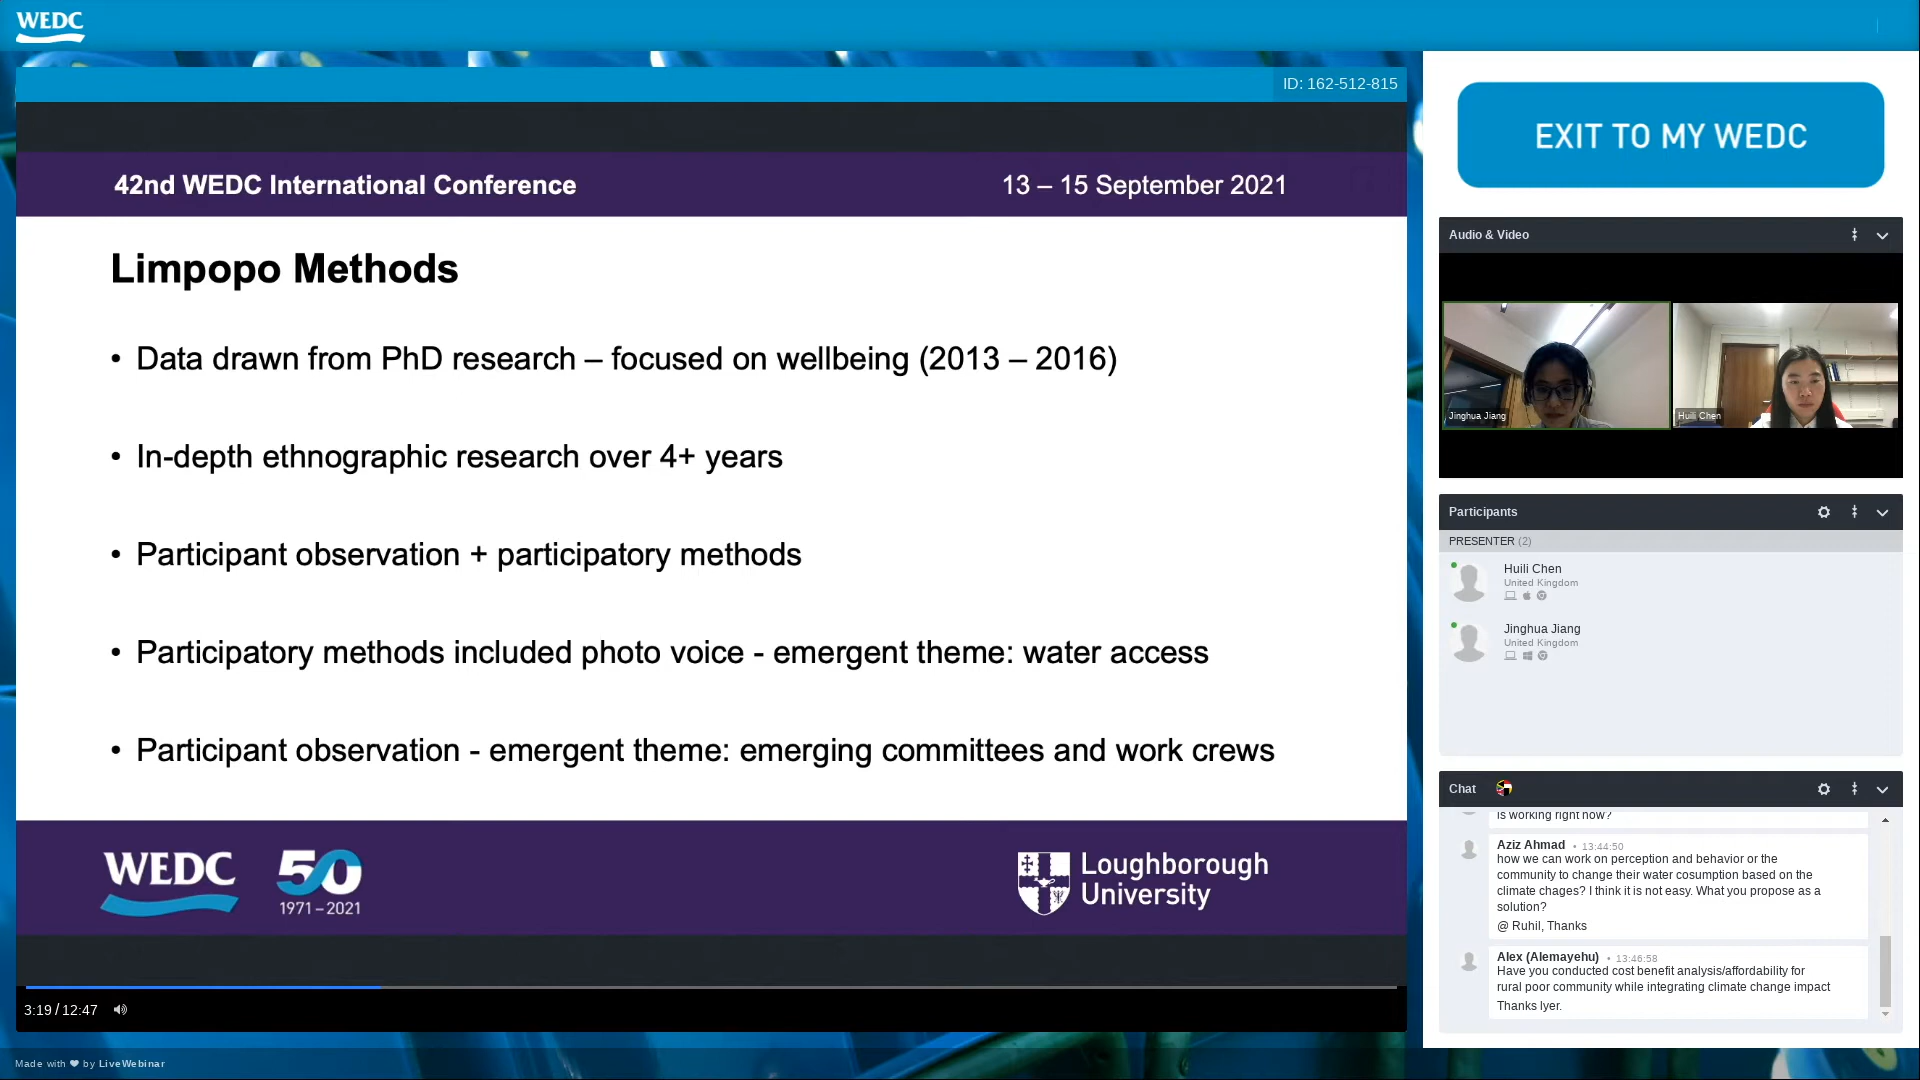 WEDC
ID: 162-512-815
42nd WEDC International Conference
13 – 15 September 2021
Limpopo Methods
• Data drawn from PhD research – focused on wellbeing (2013 – 2016)
• In-depth ethnographic research over 4+ years
• Participant observation + participatory methods
• Participatory methods included photo voice - emergent theme: water access
• Participant observation - emergent theme: emerging committees and work crews
WEDC
50
1971 – 2021
Loughborough
University
3:19 / 12:47
Made with ❤ by LiveWebinar
EXIT TO MY WEDC
Audio & Video
Jinghua Jiang
Huili Chen
Participants
PRESENTER (2)
Huili Chen
United Kingdom
Jinghua Jiang
United Kingdom
Chat
is working right now?
Aziz Ahmad • 13:44:50
how we can work on perception and behavior or the
community to change their water cosumption based on the
climate chages? I think it is not easy. What you propose as a
solution?
@ Ruhil, Thanks
Alex (Alemayehu) • 13:46:58
Have you conducted cost benefit analysis/affordability for
rural poor community while integrating climate change impact
Thanks lyer.